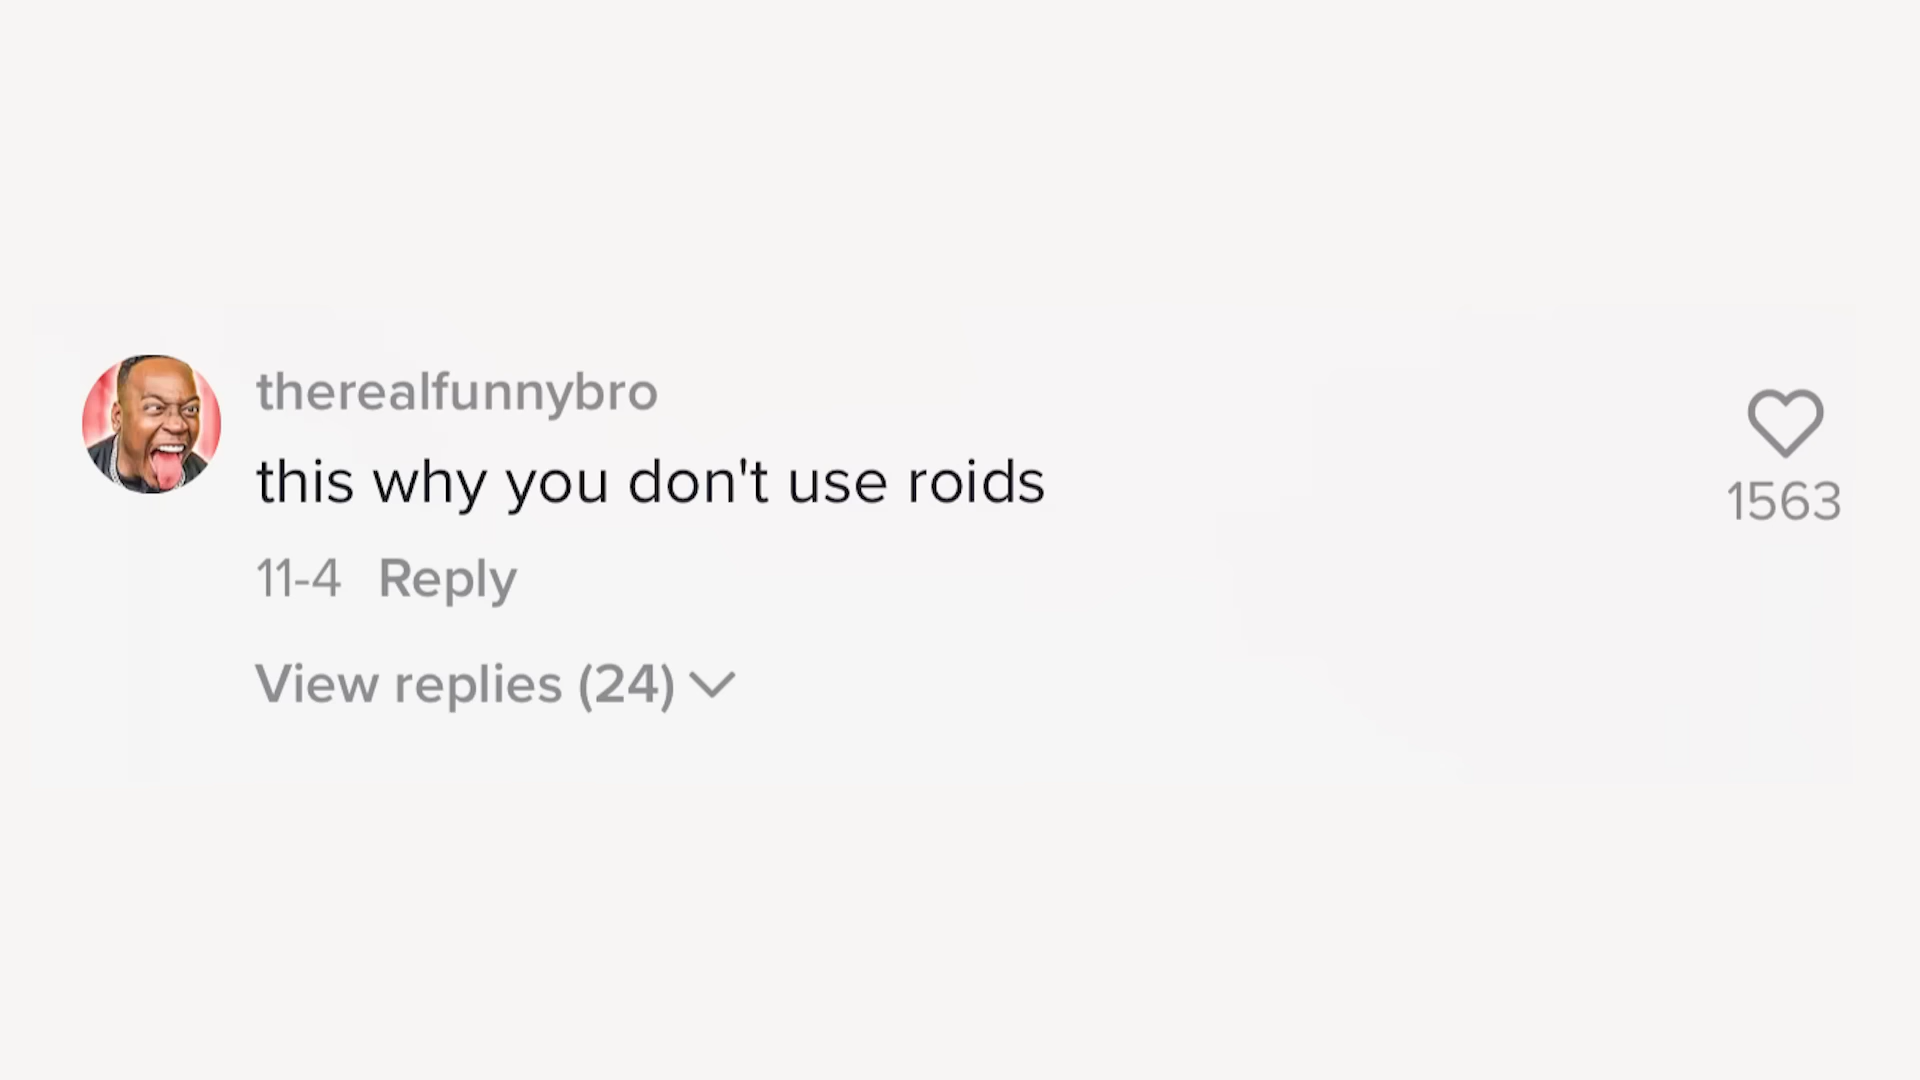 therealfunnybro
this why you don't use roids
1563
11-4 Reply
View replies (24)